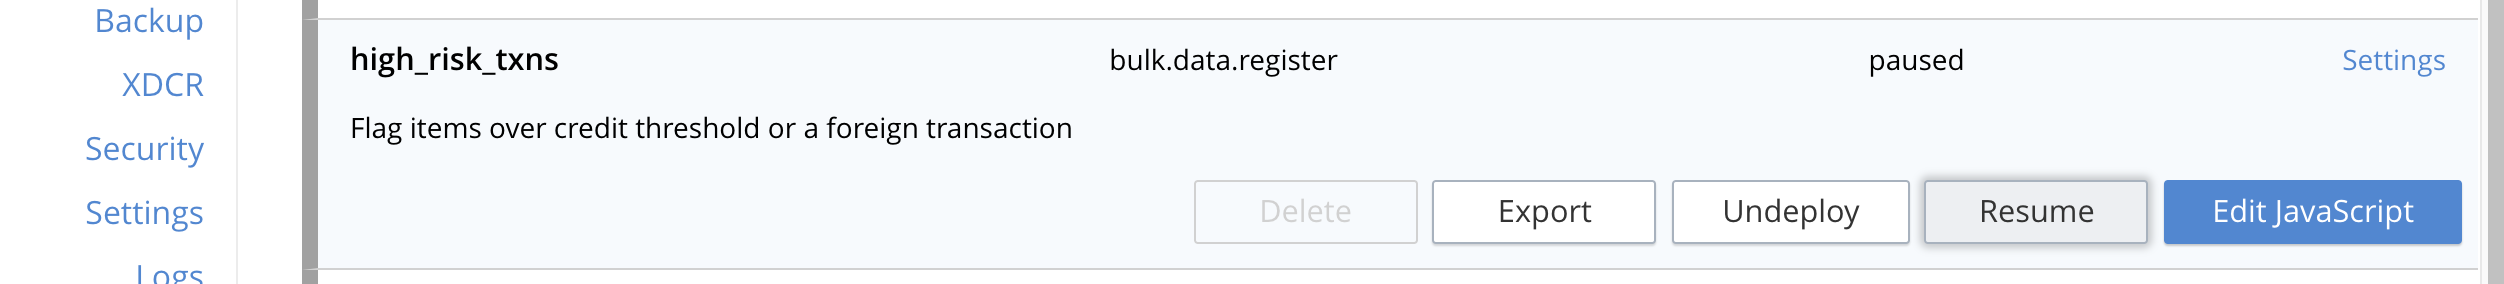 Backup
XDCR
Security
Settings
Logs
high_risk_txns bulk.data.register paused Settings
Flag items over credit threshold or a foreign transaction
Delete Export Undeploy Resume Edit JavaScript